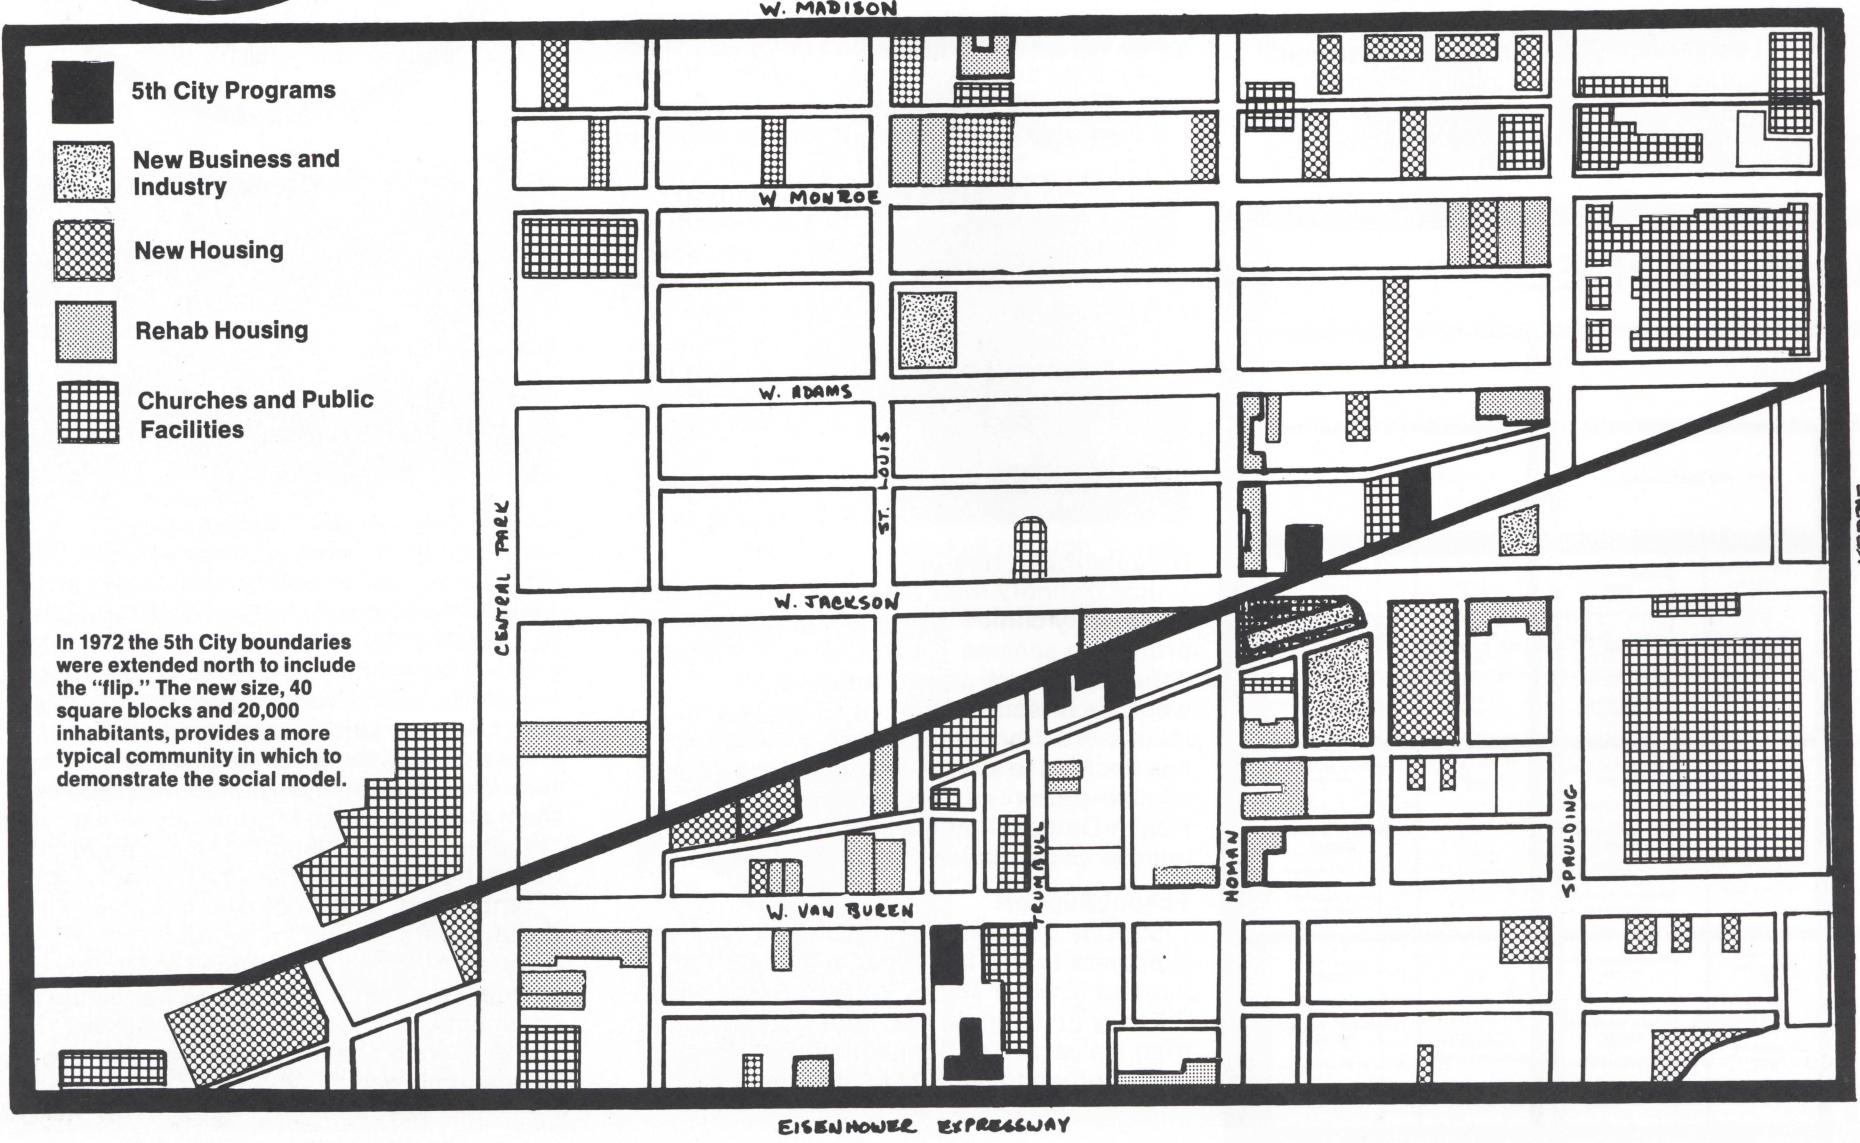 W. MADISON
5th City Programs
New Business and
Industry
New Housing
Rehab Housing
Churches and Public
Facilities
W MONROE
W. ADAMS
ST. LOUIS
CENTRAL PARK
W. JACKSON
In 1972 the 5th City boundaries
were extended north to include
the “flip.” The new size, 40
square blocks and 20,000
inhabitants, provides a more
typical community in which to
demonstrate the social model.
TRUMBULL
HOMAN
SPAULDING
W. VAN BUREN
EISENHOWER EXPRESSWAY